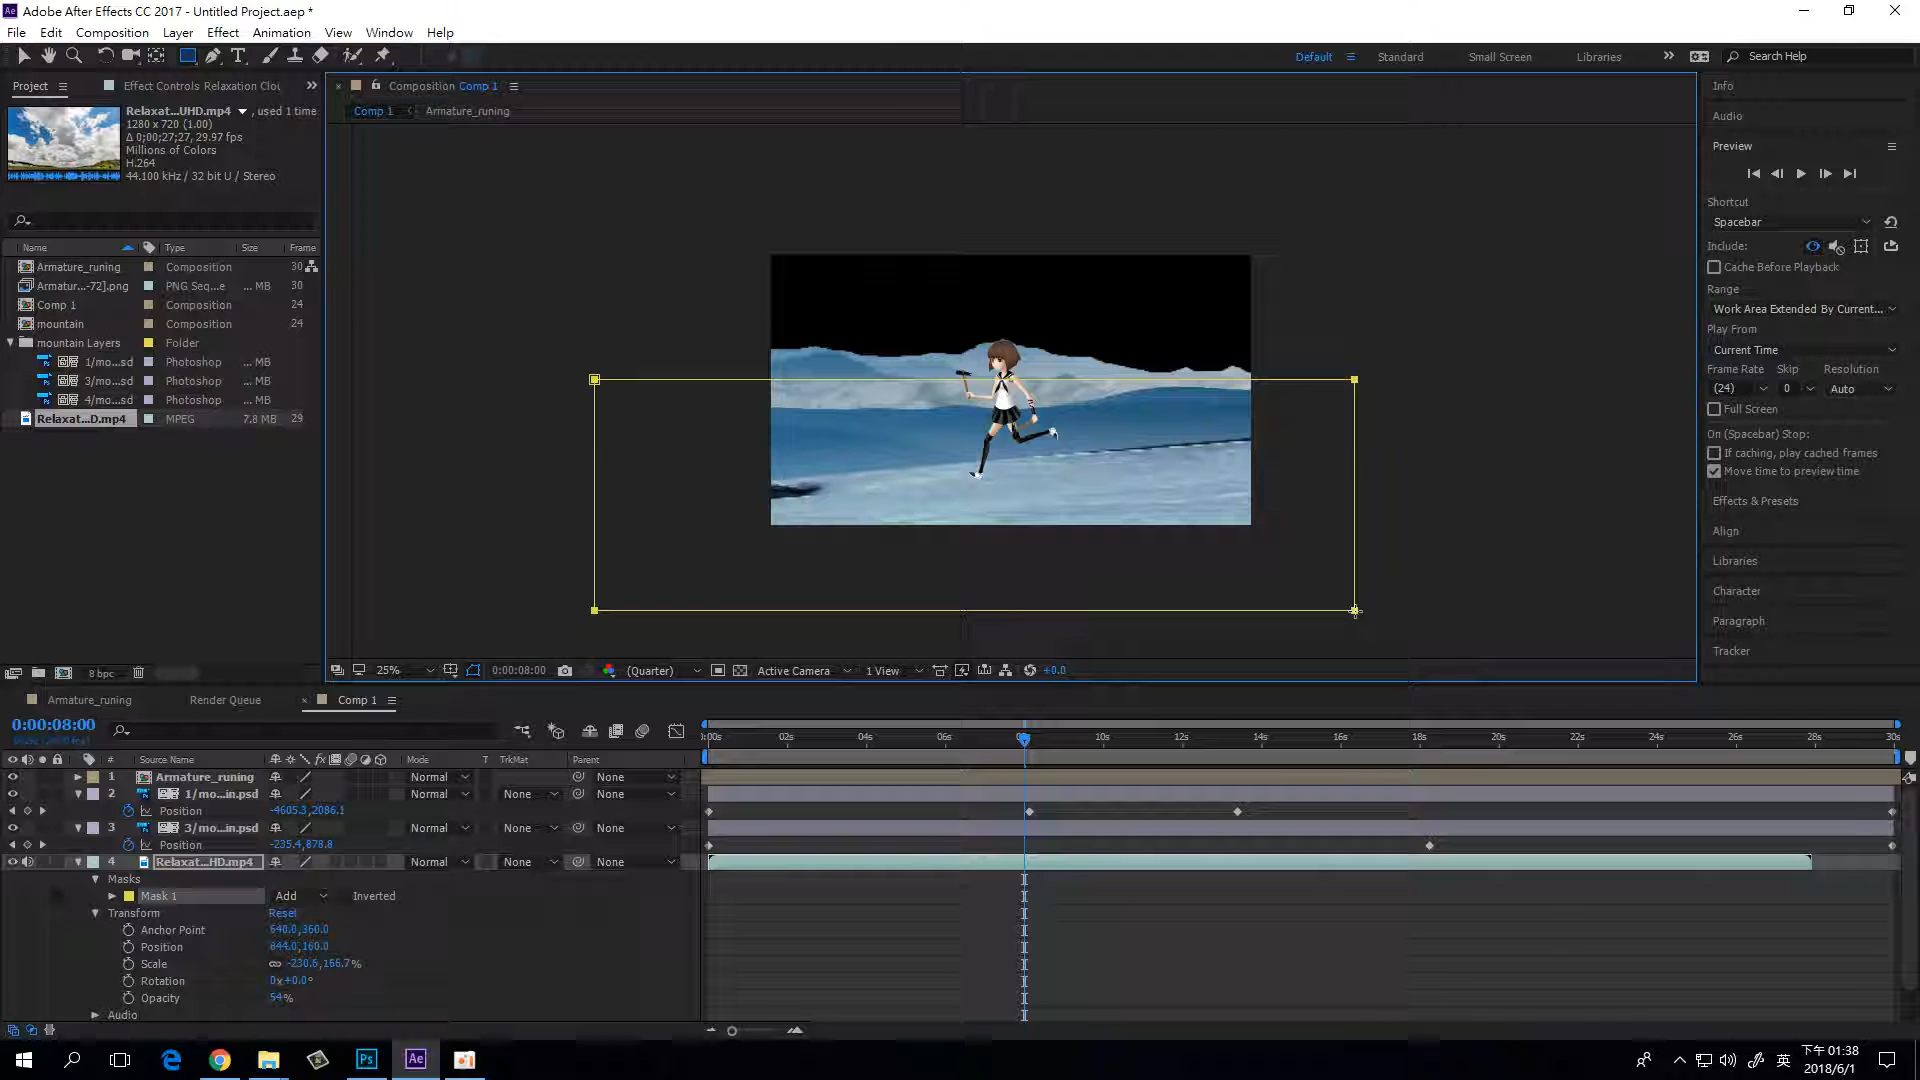 Adobe After Effects CC 2017 - Untitled Project.aep *
File Edit Composition Layer Effect Animation View Window Help
Default Standard Small Screen Libraries Search Help
Project Effect Controls Relaxation Clou
Composition Comp 1
Comp 1 Armature_runing
Relaxat...UHD.mp4 , used 1 time
1280 x 720 (1.00)
Δ 0;00;27;27, 29.97 fps
Millions of Colors
H.264
44.100 kHz / 32 bit U / Stereo
Name Type Size Frame
Armature_runing Composition 30
Armatur...-72].png PNG Seq...e ... MB 30
Comp 1 Composition 24
mountain Composition 24
mountain Layers Folder
1/mo...sd Photoshop ... MB
3/mo...sd Photoshop ... MB
4/mo...sd Photoshop ... MB
Relaxat...D.mp4 MPEG 7.8 MB 29
8 bpc
25% 0:00:08:00 (Quarter) Active Camera 1 View +0.0
Info
Audio
Preview
Shortcut
Spacebar
Include:
Cache Before Playback
Range
Work Area Extended By Current...
Play From
Current Time
Frame Rate Skip Resolution
(24) 0 Auto
Full Screen
On (Spacebar) Stop:
If caching, play cached frames
Move time to preview time
Effects & Presets
Align
Libraries
Character
Paragraph
Tracker
Armature_runing Render Queue Comp 1
0:00:08:00
:00s 02s 04s 06s 10s 12s 14s 16s 18s 20s 22s 24s 26s 28s 30s
# Source Name Mode T TrkMat Parent
1 Armature_runing Normal None
2 1/mo...in.psd Normal None None
Position -4605.3,2086.1
3 3/mo...in.psd Normal None None
Position -235.4,878.8
4 Relaxat...HD.mp4 Normal None None
Masks
Mask 1 Add Inverted
Transform Reset
Anchor Point 640.0,360.0
Position 844.0,160.0
Scale -230.6,166.7%
Rotation 0x+0.0°
Opacity 54%
Audio
Ps Ae
英 下午 01:38
2018/6/1